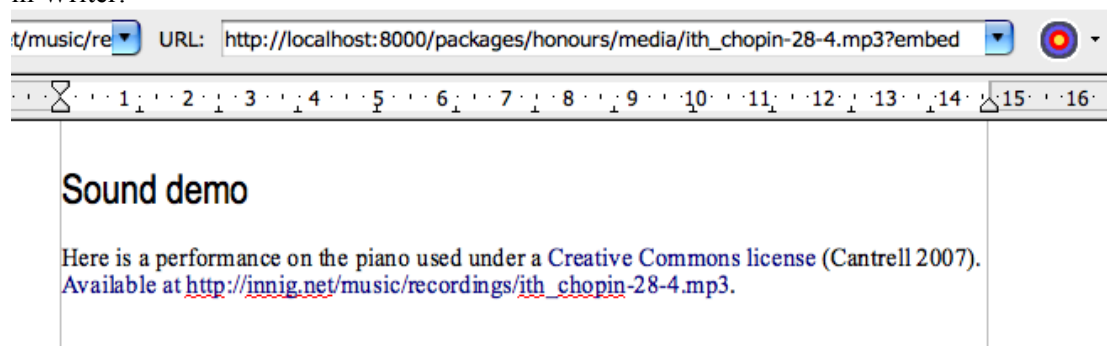 t/music/re URL: http://localhost:8000/packages/honours/media/ith_chopin-28-4.mp3?embed
1 2 3 4 5 6 7 8 9 10 11 12 13 14 15 16
Sound demo
Here is a performance on the piano used under a Creative Commons license (Cantrell 2007).
Available at http://innig.net/music/recordings/ith_chopin-28-4.mp3.